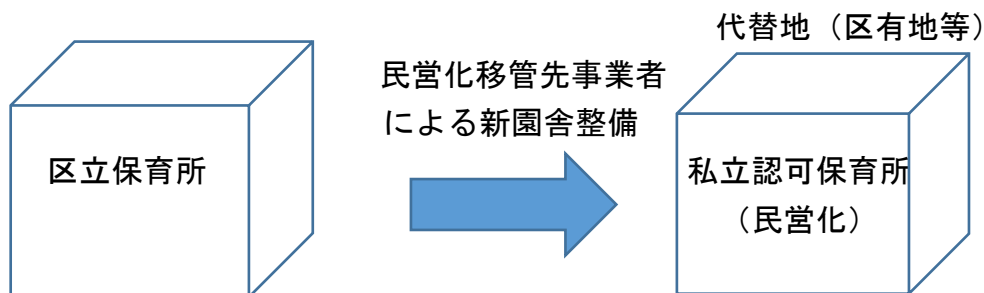 代替地（区有地等）
民営化移管先事業者
による新園舎整備
区立保育所
私立認可保育所
（民営化）